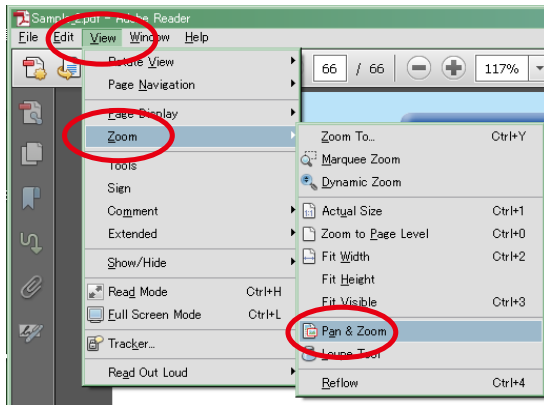 Sample_2.pdf - Adobe Reader
File Edit View Window Help
66 / 66 117%
Rotate View
Page Navigation
Page Display
Zoom
Tools
Sign
Comment
Extended
Show/Hide
Read Mode Ctrl+H
Full Screen Mode Ctrl+L
Tracker...
Read Out Loud
Zoom To... Ctrl+Y
Marquee Zoom
Dynamic Zoom
Actual Size Ctrl+1
Zoom to Page Level Ctrl+0
Fit Width Ctrl+2
Fit Height
Fit Visible Ctrl+3
Pan & Zoom
Loupe Tool
Reflow Ctrl+4